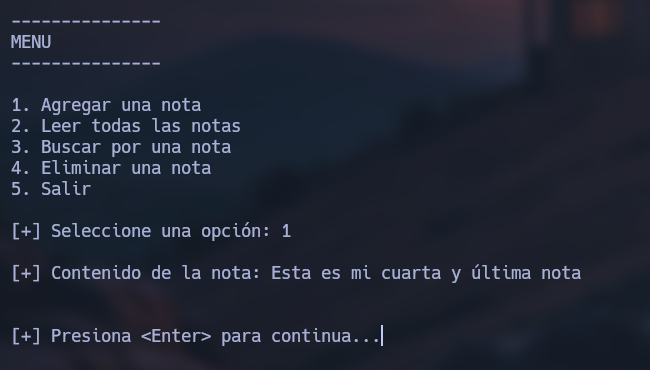 ---------------
MENU
---------------
1. Agregar una nota
2. Leer todas las notas
3. Buscar por una nota
4. Eliminar una nota
5. Salir
[+] Seleccione una opción: 1
[+] Contenido de la nota: Esta es mi cuarta y última nota
[+] Presiona <Enter> para continua...